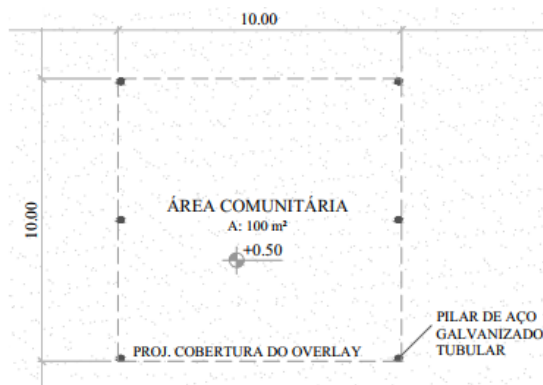 10.00
10.00
ÁREA COMUNITÁRIA
A: 100 m²
+0.50
PROJ. COBERTURA DO OVERLAY
PILAR DE AÇO
GALVANIZADO
TUBULAR